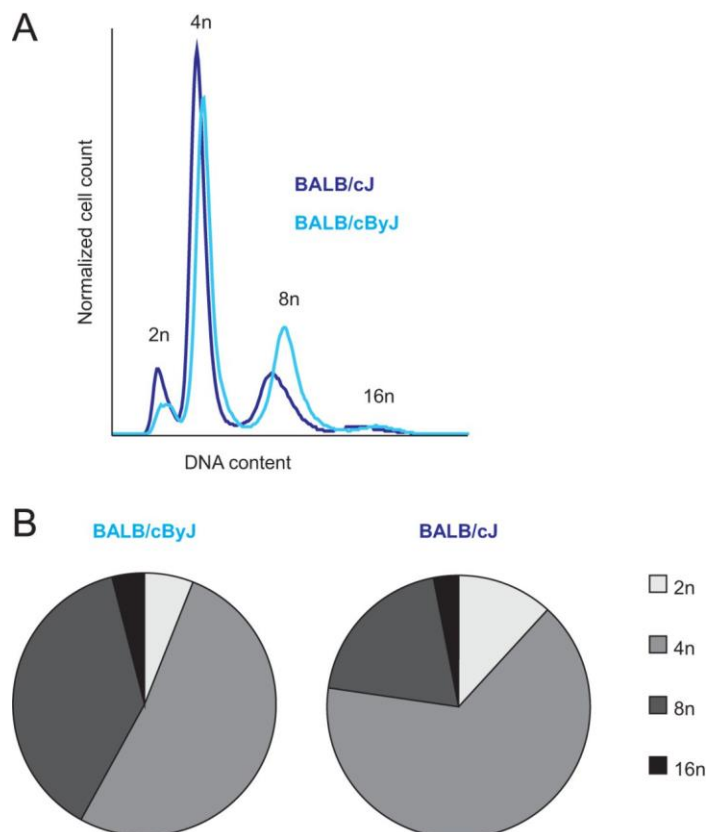 A
4n
Normalized cell count
BALB/cJ
BALB/cByJ
8n
2n
16n
DNA content
B
BALB/cByJ
BALB/cJ
2n
4n
8n
16n